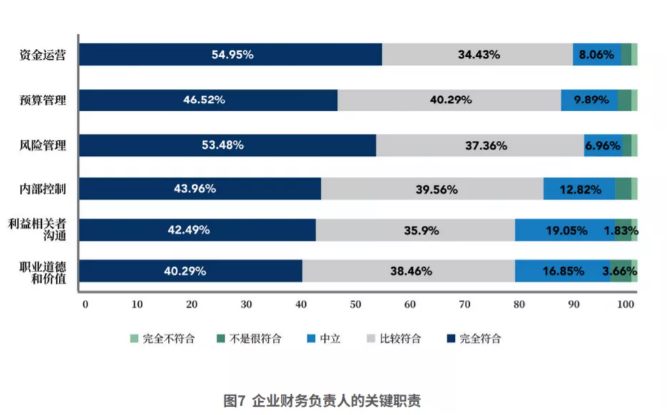 资金运营
54.95%
34.43%
8.06%
预算管理
46.52%
40.29%
9.89%
风险管理
53.48%
37.36%
6.96%
内部控制
43.96%
39.56%
12.82%
利益相关者
沟通
42.49%
35.9%
19.05%
1.83%
职业道德
和价值
40.29%
38.46%
16.85%
3.66%
0 10 20 30 40 50 60 70 80 90 100
完全不符合 不是很符合 中立 比较符合 完全符合
图7 企业财务负责人的关键职责